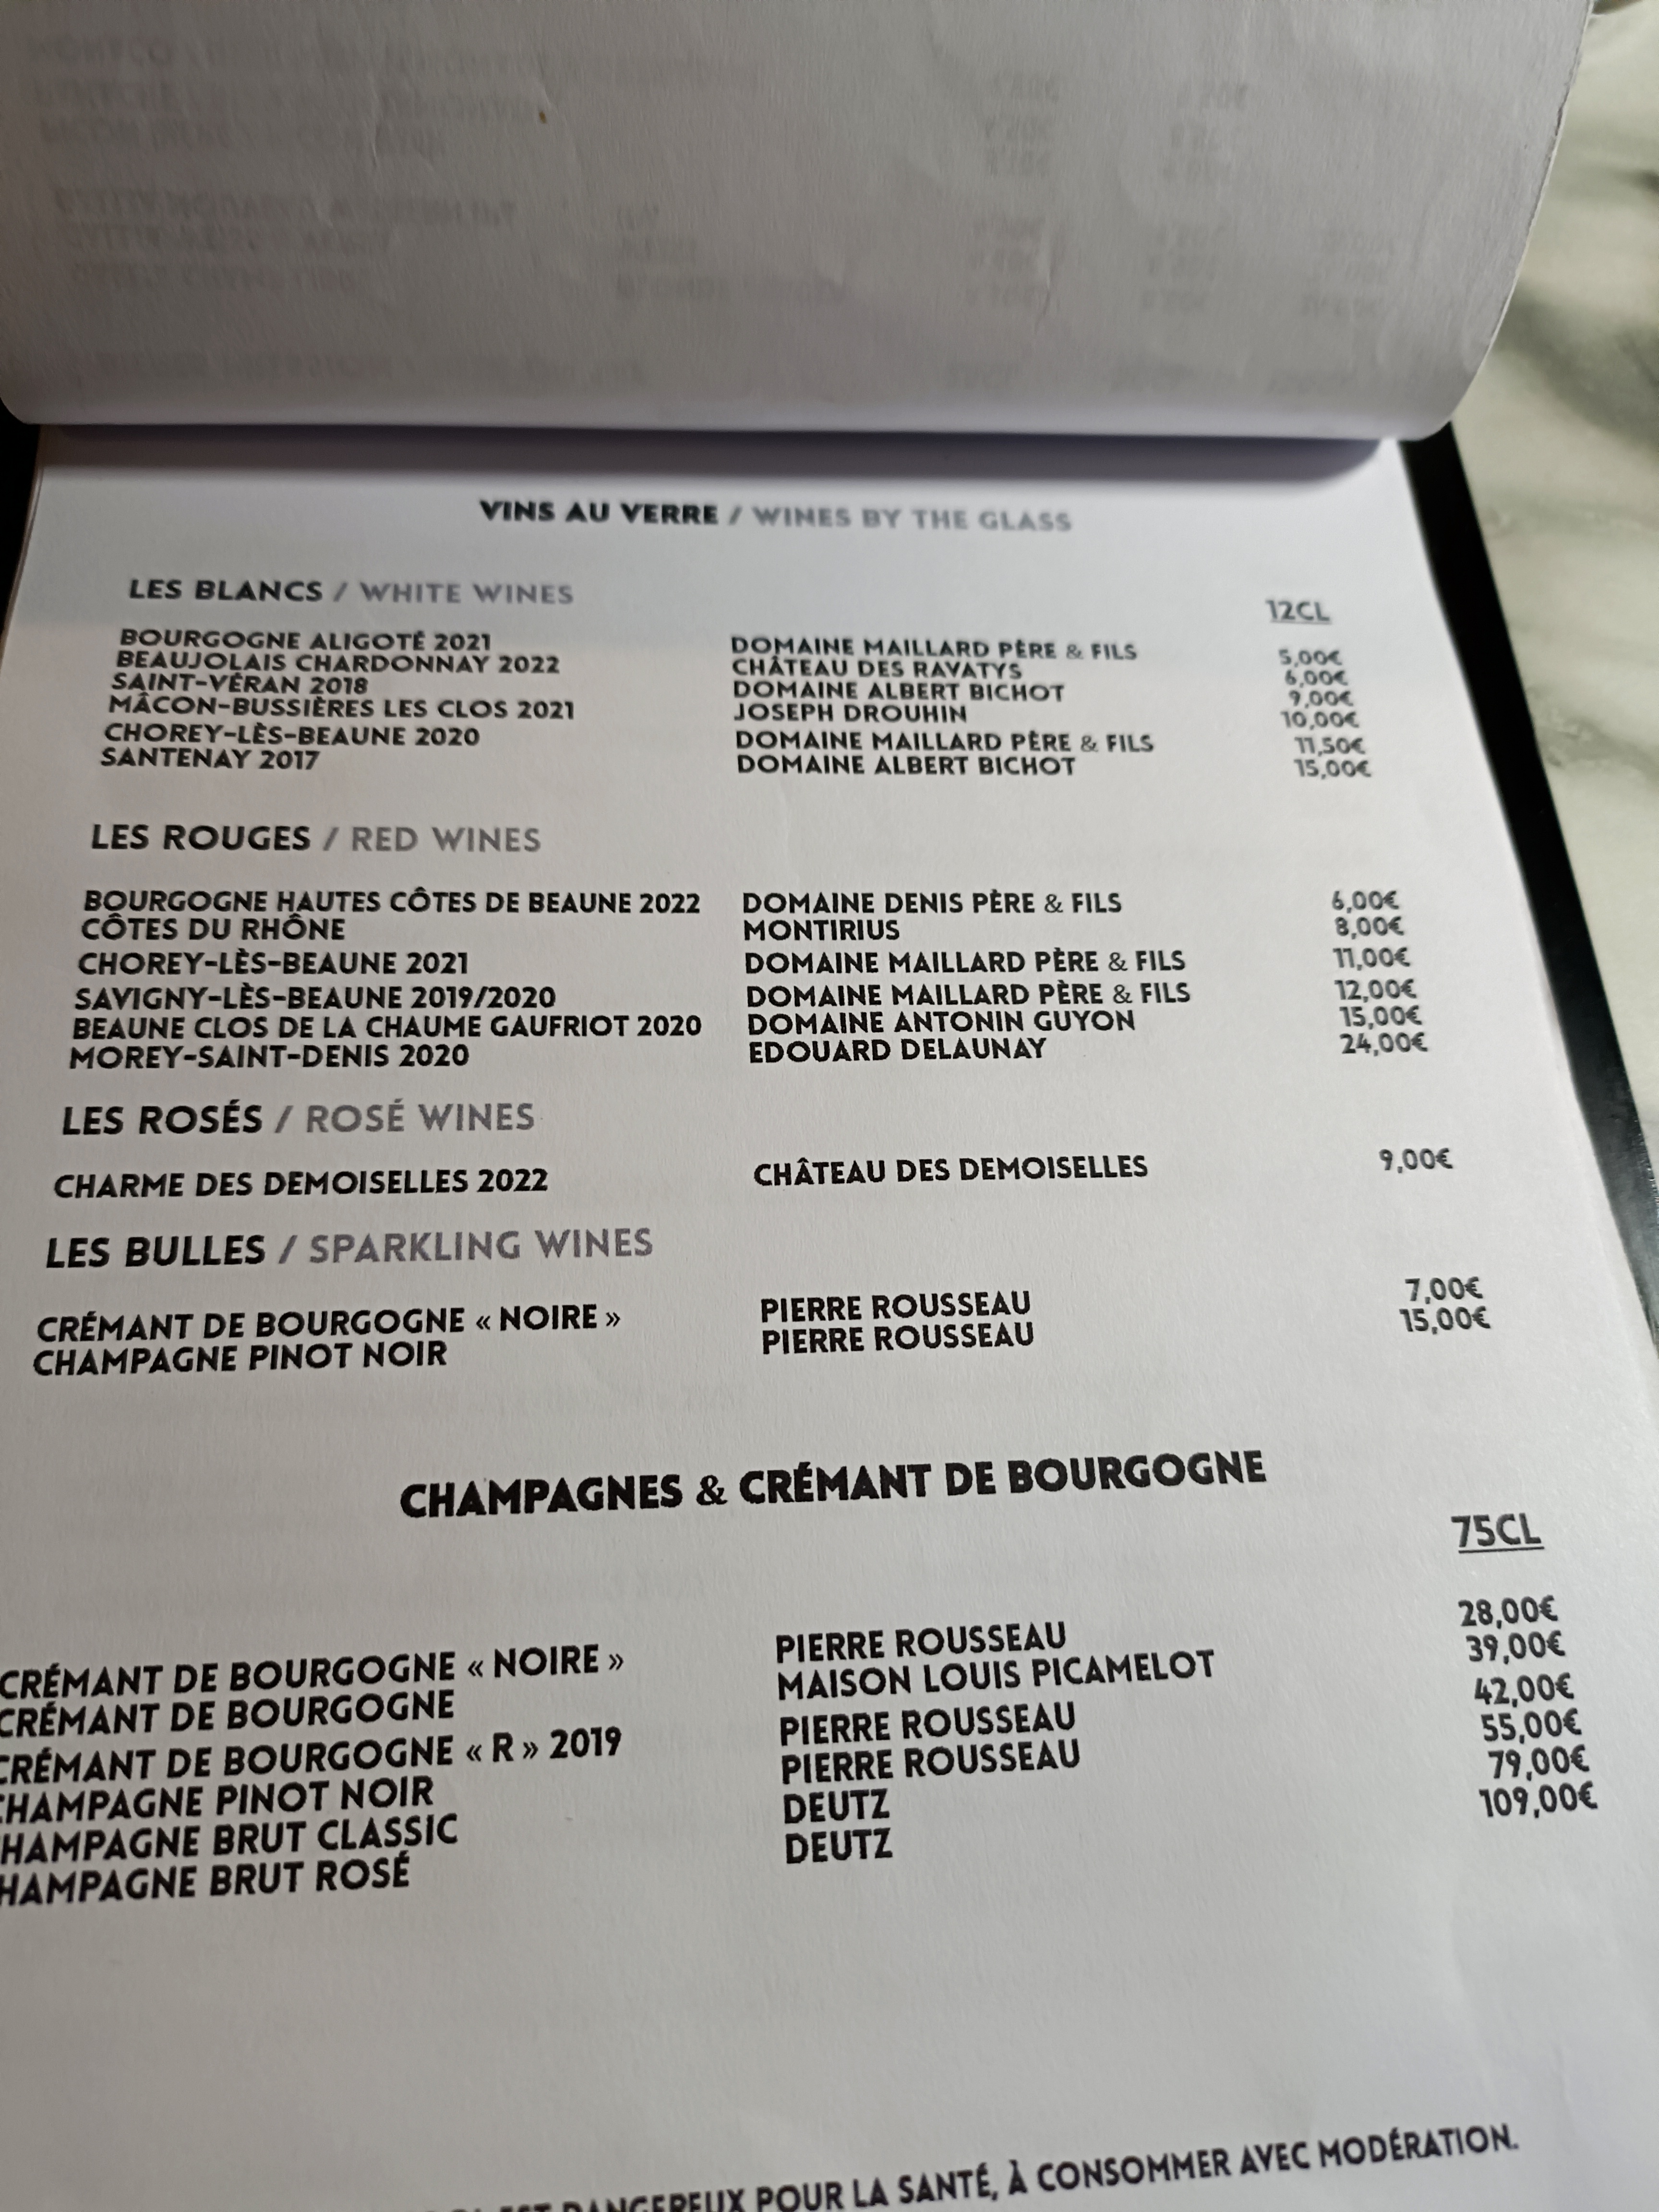 VINS AU VERRE / WINES BY THE GLASS
LES BLANCS / WHITE WINES
12CL
BOURGOGNE ALIGOTÉ 2021 DOMAINE MAILLARD PÈRE & FILS 5,00€
BEAUJOLAIS CHARDONNAY 2022 CHÂTEAU DES RAVATYS 6,00€
SAINT-VÉRAN 2018 DOMAINE ALBERT BICHOT 9,00€
MÂCON-BUSSIÈRES LES CLOS 2021 JOSEPH DROUHIN 10,00€
CHOREY-LÈS-BEAUNE 2020 DOMAINE MAILLARD PÈRE & FILS 11,50€
SANTENAY 2017 DOMAINE ALBERT BICHOT 15,00€
LES ROUGES / RED WINES
BOURGOGNE HAUTES CÔTES DE BEAUNE 2022 DOMAINE DENIS PÈRE & FILS 6,00€
CÔTES DU RHÔNE MONTIRIUS 8,00€
CHOREY-LÈS-BEAUNE 2021 DOMAINE MAILLARD PÈRE & FILS 11,00€
SAVIGNY-LÈS-BEAUNE 2019/2020 DOMAINE MAILLARD PÈRE & FILS 12,00€
BEAUNE CLOS DE LA CHAUME GAUFRIOT 2020 DOMAINE ANTONIN GUYON 15,00€
MOREY-SAINT-DENIS 2020 EDOUARD DELAUNAY 24,00€
LES ROSÉS / ROSÉ WINES
CHARME DES DEMOISELLES 2022 CHÂTEAU DES DEMOISELLES 9,00€
LES BULLES / SPARKLING WINES
CRÉMANT DE BOURGOGNE « NOIRE » PIERRE ROUSSEAU 7,00€
CHAMPAGNE PINOT NOIR PIERRE ROUSSEAU 15,00€
CHAMPAGNES & CRÉMANT DE BOURGOGNE
75CL
CRÉMANT DE BOURGOGNE « NOIRE » PIERRE ROUSSEAU 28,00€
CRÉMANT DE BOURGOGNE MAISON LOUIS PICAMELOT 39,00€
CRÉMANT DE BOURGOGNE « R » 2019 PIERRE ROUSSEAU 42,00€
CHAMPAGNE PINOT NOIR PIERRE ROUSSEAU 55,00€
HAMPAGNE BRUT CLASSIC DEUTZ 79,00€
HAMPAGNE BRUT ROSÉ DEUTZ 109,00€
EST DANGEREUX POUR LA SANTÉ, À CONSOMMER AVEC MODÉRATION.